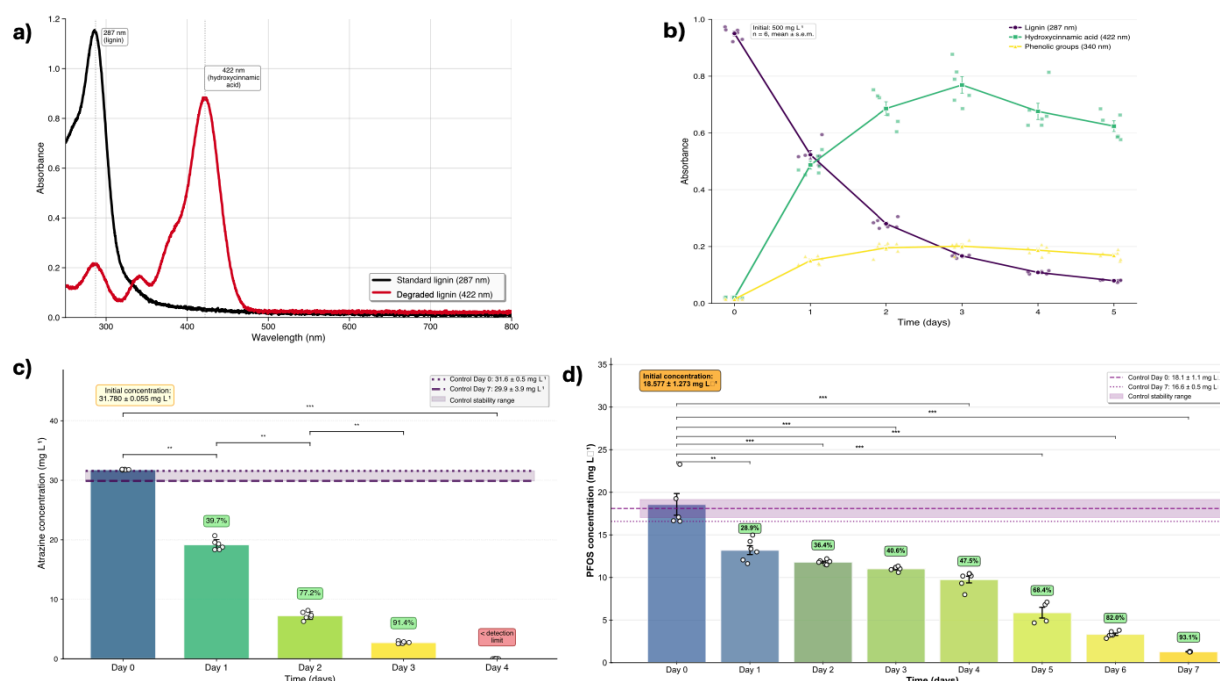 a)
1.2
1.0
0.8
0.6
0.4
0.2
0.0
Absorbance
287 nm
(lignin)
422 nm
(hydroxycinnamic
acid)
Standard lignin (287 nm)
Degraded lignin (422 nm)
300
400
500
600
700
800
Wavelength (nm)
b)
1.0
0.8
0.6
0.4
0.2
0.0
Absorbance
Initial: 500 mg L⁻¹
n = 6, mean ± s.e.m.
Lignin (287 nm)
Hydroxycinnamic acid (422 nm)
Phenolic groups (340 nm)
0
1
2
3
4
5
Time (days)
c)
Initial concentration:
31.780 ± 0.055 mg L⁻¹
Control Day 0: 31.6 ± 0.5 mg L⁻¹
Control Day 7: 29.9 ± 3.9 mg L⁻¹
Control stability range
***
**
**
**
40
30
20
10
0
Atrazine concentration (mg L⁻¹)
39.7%
77.2%
91.4%
< detection
limit
Day 0
Day 1
Day 2
Day 3
Day 4
Time (days)
d)
Initial concentration:
18.577 ± 1.273 mg L□⁻¹
Control Day 0: 18.1 ± 1.1 mg L⁻¹
Control Day 7: 16.6 ± 0.5 mg L⁻¹
Control stability range
***
***
***
***
***
***
**
35
30
25
20
15
10
5
0
PFOS concentration (mg L□⁻¹)
28.9%
36.4%
40.6%
47.5%
68.4%
82.0%
93.1%
Day 0
Day 1
Day 2
Day 3
Day 4
Day 5
Day 6
Day 7
Time (days)